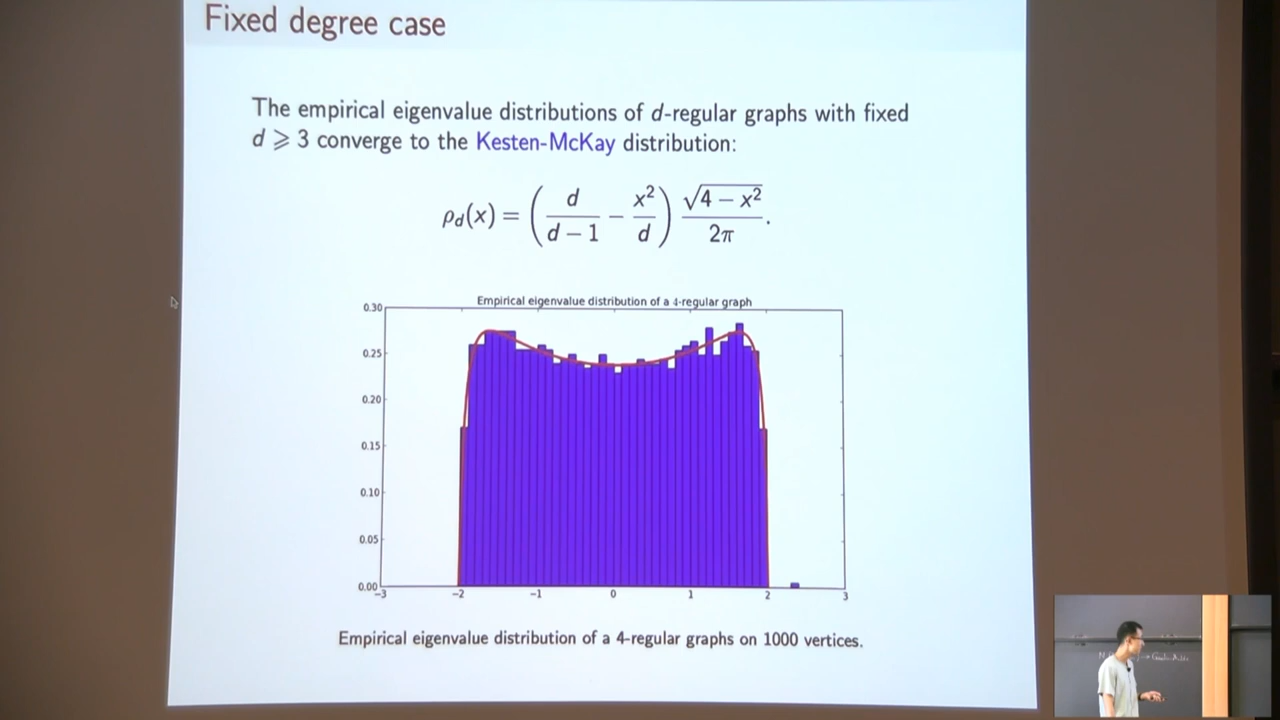 Fixed degree case
The empirical eigenvalue distributions of d-regular graphs with fixed
d ⩾ 3 converge to the Kesten-McKay distribution:
ρd(x) = ( d/(d − 1) − x²/d ) √(4 − x²)/2π .
Empirical eigenvalue distribution of a 4-regular graph
0.30
0.25
0.20
0.15
0.10
0.05
0.00
−3 −2 −1 0 1 2 3
Empirical eigenvalue distribution of a 4-regular graphs on 1000 vertices.